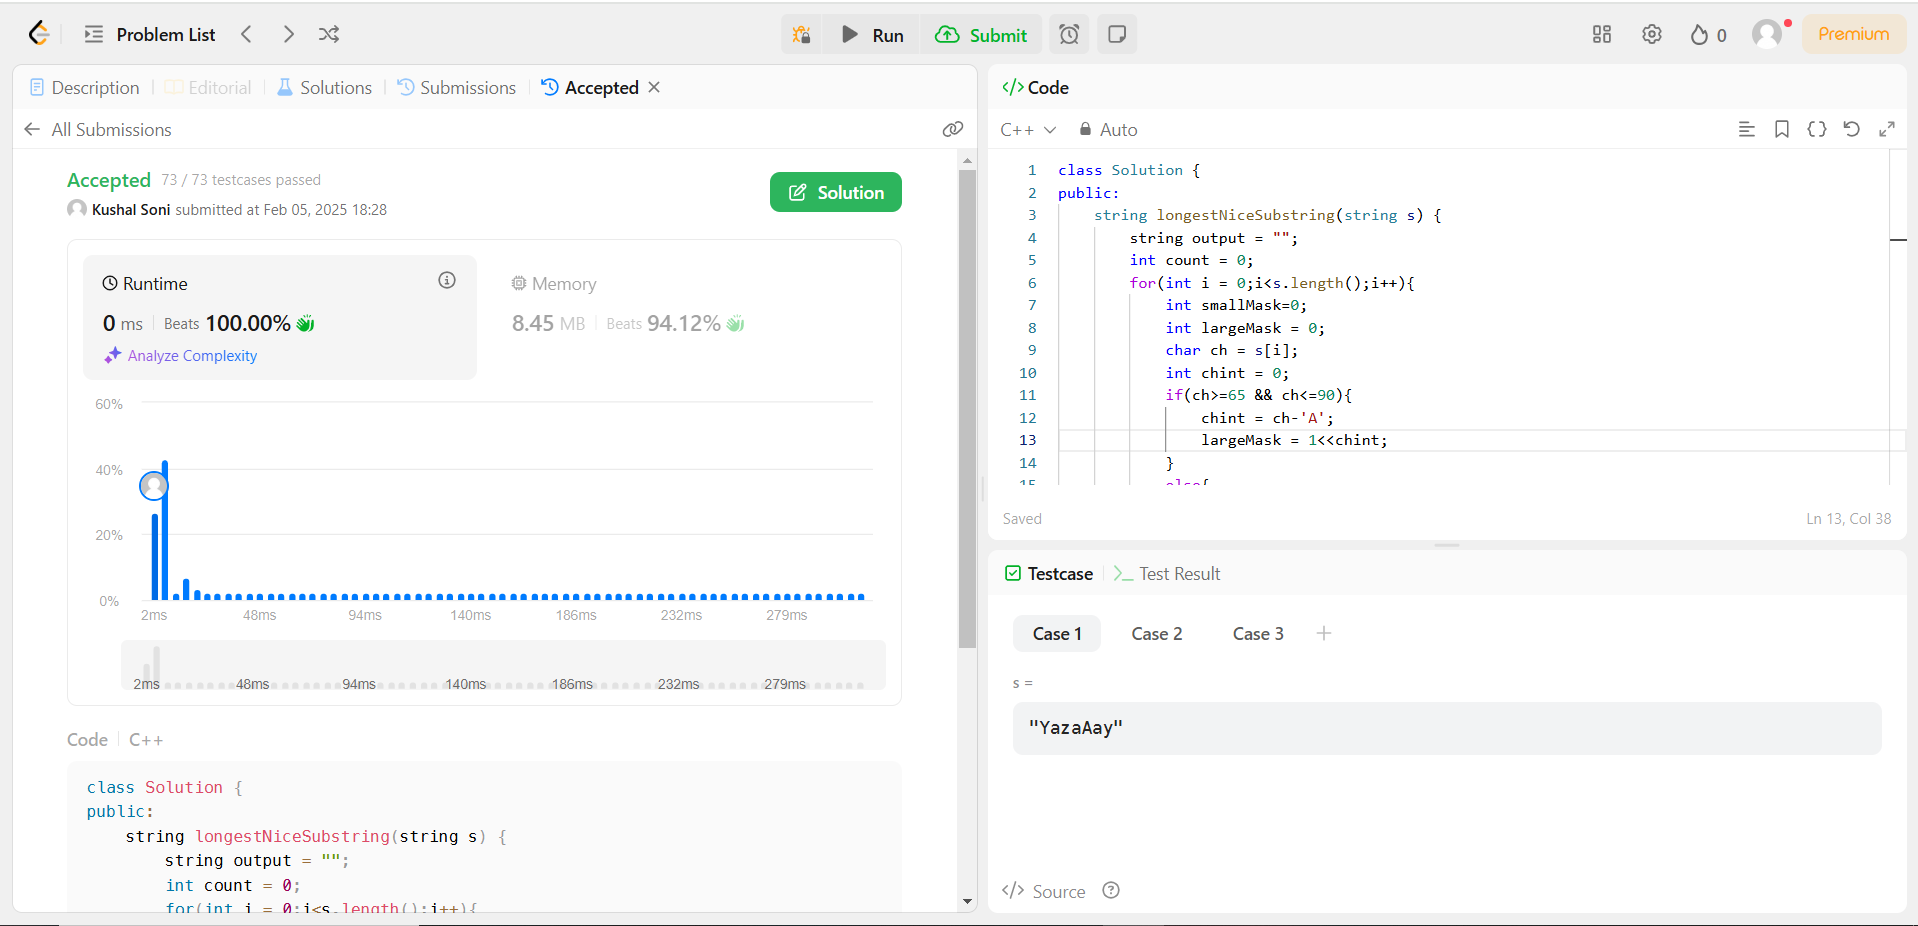 Problem List
Run
Submit
0
Premium
Description
Editorial
Solutions
Submissions
Accepted
All Submissions
Accepted 73 / 73 testcases passed
Kushal Soni submitted at Feb 05, 2025 18:28
Solution
Runtime
0 ms Beats 100.00%
Analyze Complexity
Memory
8.45 MB Beats 94.12%
60%
40%
20%
0%
2ms 48ms 94ms 140ms 186ms 232ms 279ms
2ms 48ms 94ms 140ms 186ms 232ms 279ms
Code C++
class Solution {
public:
string longestNiceSubstring(string s) {
string output = "";
int count = 0;
for(int i = 0;i<s.length();i++){
</> Code
C++ Auto
1 class Solution {
2 public:
3 string longestNiceSubstring(string s) {
4 string output = "";
5 int count = 0;
6 for(int i = 0;i<s.length();i++){
7 int smallMask=0;
8 int largeMask = 0;
9 char ch = s[i];
10 int chint = 0;
11 if(ch>=65 && ch<=90){
12 chint = ch-'A';
13 largeMask = 1<<chint;
14 }
15 else{
Saved
Ln 13, Col 38
Testcase
Test Result
Case 1 Case 2 Case 3 +
s =
"YazaAay"
</> Source